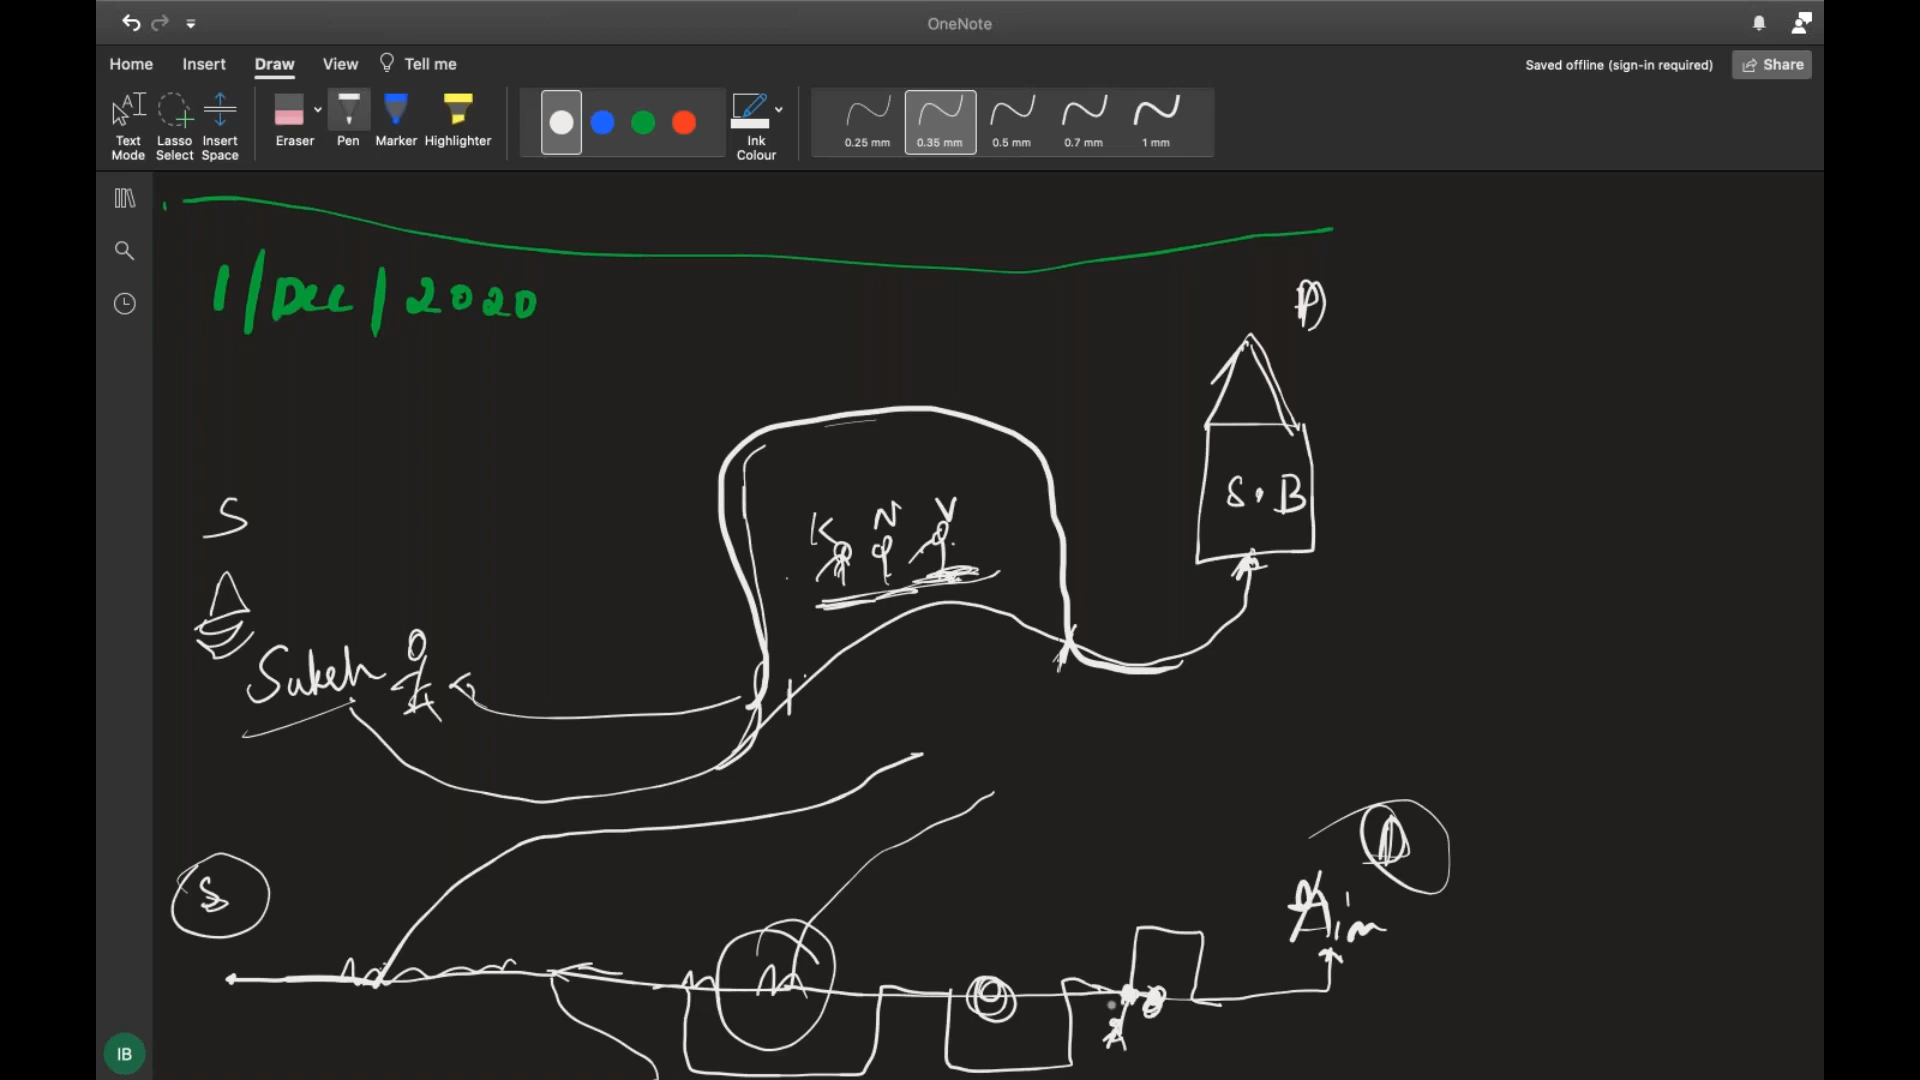 OneNote
Home Insert Draw View Tell me
Saved offline (sign-in required) Share
Text Mode
Lasso Select
Insert Space
Eraser
Pen
Marker
Highlighter
Ink Colour
0.25 mm
0.35 mm
0.5 mm
0.7 mm
1 mm
1/Dec/2020
D
S.B
K N V
S
Sukeh
D
S
Aim
IB